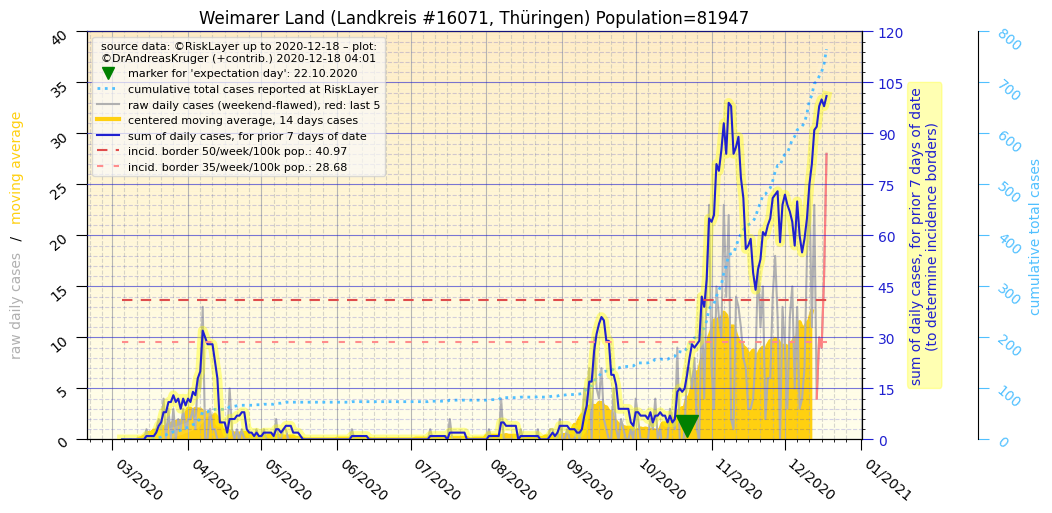 Weimarer Land (Landkreis #16071, Thüringen) Population=81947
source data: ©RiskLayer up to 2020-12-18 – plot:
©DrAndreasKruger (+contrib.) 2020-12-18 04:01
marker for 'expectation day': 22.10.2020
cumulative total cases reported at RiskLayer
raw daily cases (weekend-flawed), red: last 5
centered moving average, 14 days cases
sum of daily cases, for prior 7 days of date
incid. border 50/week/100k pop.: 40.97
incid. border 35/week/100k pop.: 28.68
raw daily cases / moving average
40
35
30
25
20
15
10
5
0
03/2020
04/2020
05/2020
06/2020
07/2020
08/2020
09/2020
10/2020
11/2020
12/2020
01/2021
120
105
90
75
60
45
30
15
0
sum of daily cases, for prior 7 days of date
(to determine incidence borders)
800
700
600
500
400
300
200
100
0
cumulative total cases